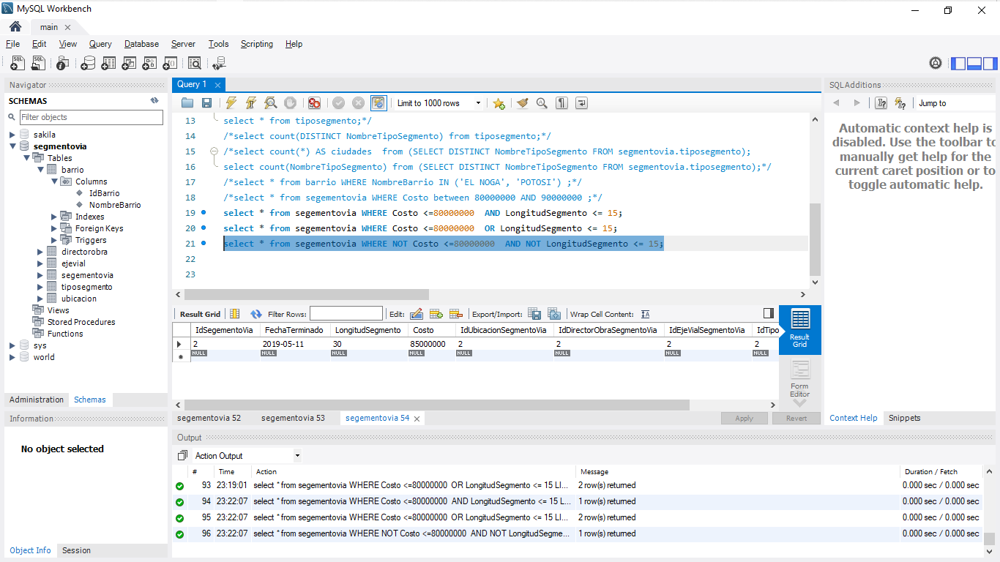 MySQL Workbench
main
File Edit View Query Database Server Tools Scripting Help
Navigator
SCHEMAS
Filter objects
sakila
segmentovia
Tables
barrio
Columns
IdBarrio
NombreBarrio
Indexes
Foreign Keys
Triggers
directorobra
ejevial
segementovia
tiposegmento
ubicacion
Views
Stored Procedures
Functions
sys
world
Administration Schemas
Information
No object selected
Object Info Session
Query 1
Limit to 1000 rows
13 select * from tiposegmento;*/
14 /*select count(DISTINCT NombreTipoSegmento) from tiposegmento;*/
15 /*select count(*) AS ciudades  from (SELECT DISTINCT NombreTipoSegmento FROM segmentovia.tiposegmento);
16 select count(NombreTipoSegmento) from (SELECT DISTINCT NombreTipoSegmento FROM segmentovia.tiposegmento);*/
17 /*select * from barrio WHERE NombreBarrio IN ('EL NOGA', 'POTOSI') ;*/
18 /*select * from segementovia WHERE Costo between 80000000 AND 90000000 ;*/
19 select * from segementovia WHERE Costo <=80000000  AND LongitudSegmento <= 15;
20 select * from segementovia WHERE Costo <=80000000  OR LongitudSegmento <= 15;
21 select * from segementovia WHERE NOT Costo <=80000000  AND NOT LongitudSegmento <= 15;
22
23
Result Grid Filter Rows: Edit: Export/Import: Wrap Cell Content:
IdSegementoVia FechaTerminado LongitudSegmento Costo IdUbicacionSegmentoVia IdDirectorObraSegmentoVia IdEjeVialSegmentoVia IdTipo
2 2019-05-11 30 85000000 2 2 2 2
NULL NULL NULL NULL NULL NULL NULL NULL
Result
Grid
Form
Editor
segementovia 52 segementovia 53 segementovia 54 Apply Revert
Output
Action Output
# Time Action Message Duration / Fetch
93 23:19:01 select * from segementovia WHERE Costo <=80000000  OR LongitudSegmento <= 15 LI... 2 row(s) returned 0.000 sec / 0.000 sec
94 23:22:07 select * from segementovia WHERE Costo <=80000000  AND LongitudSegmento <= 15 L... 1 row(s) returned 0.000 sec / 0.000 sec
95 23:22:07 select * from segementovia WHERE Costo <=80000000  OR LongitudSegmento <= 15 LI... 2 row(s) returned 0.000 sec / 0.000 sec
96 23:22:07 select * from segementovia WHERE NOT Costo <=80000000  AND NOT LongitudSegme... 1 row(s) returned 0.000 sec / 0.000 sec
SQLAdditions
Jump to
Automatic context help is
disabled. Use the toolbar to
manually get help for the
current caret position or to
toggle automatic help.
Context Help Snippets